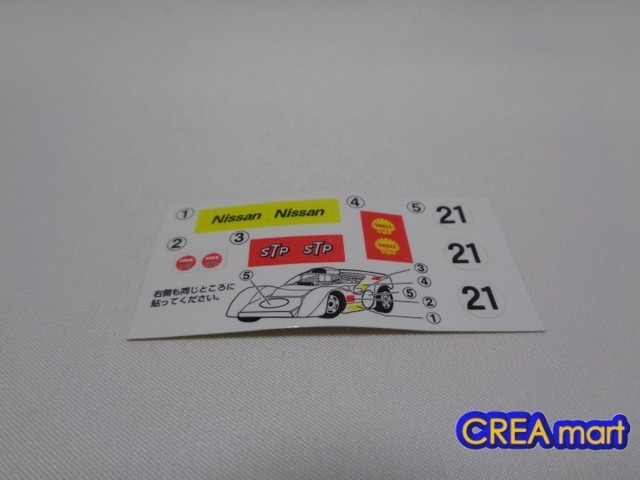 ① Nissan Nissan
④ SHELL SHELL
⑤ 21 21 21
② NGK NGK
③ STP STP
右側も同じところに
貼ってください。
⑤
③
④
⑤
②
①
CREA mart